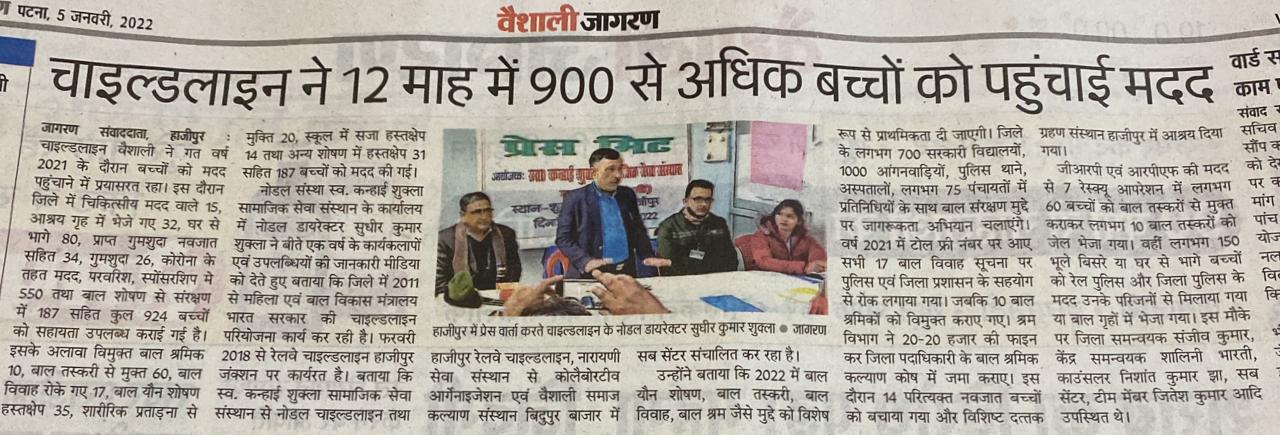 पटना, 5 जनवरी, 2022
वैशाली जागरण
चाइल्डलाइन ने 12 माह में 900 से अधिक बच्चों को पहुंचाई मदद
जागरण संवाददाता, हाजीपुर :
चाइल्डलाइन वैशाली ने गत वर्ष
2021 के दौरान बच्चों को मदद
पहुंचाने में प्रयासरत रहा। इस दौरान
जिले में चिकित्सीय मदद वाले 15,
आश्रय गृह में भेजे गए 32, घर से
भागे 80, प्राप्त गुमशुदा नवजात
सहित 34, गुमशुदा 26, कोरोना के
तहत मदद, परवरिश, स्पोंसरशिप मे
550 तथा बाल शोषण से संरक्षण
में 187 सहित कुल 924 बच्चों
को सहायता उपलब्ध कराई गई है।
इसके अलावा विमुक्त बाल श्रमिक
10, बाल तस्करी से मुक्त 60, बाल
विवाह रोके गए 17, बाल यौन शोषण
हस्तक्षेप 35, शारीरिक प्रताड़ना से
मुक्ति 20, स्कूल में सजा हस्तक्षेप
14 तथा अन्य शोषण में हस्तक्षेप 31
सहित 187 बच्चों को मदद की गई।
नोडल संस्था स्व. कन्हाई शुक्ला
सामाजिक सेवा संस्थान के कार्यालय
में नोडल डायरेक्टर सुधीर कुमार
शुक्ला ने बीते एक वर्ष के कार्यकलापों
एवं उपलब्धियों की जानकारी मीडिया
को देते हुए बताया कि जिले में 2011
से महिला एवं बाल विकास मंत्रालय
भारत सरकार की चाइल्डलाइन
परियोजना कार्य कर रही है। फरवरी
2018 से रेलवे चाइल्डलाइन हाजीपुर
जंक्शन पर कार्यरत है। बताया कि
स्व. कन्हाई शुक्ला सामाजिक सेवा
संस्थान से नोडल चाइल्डलाइन तथा
प्रेस मिट
हाजीपुर में प्रेस वार्ता करते चाइल्डलाइन के नोडल डायरेक्टर सुधीर कुमार शुक्ला ● जागरण
हाजीपुर रेलवे चाइल्डलाइन, नारायणी
सेवा संस्थान से कोलैबोरटीव
आर्गेनाइजेशन एवं वैशाली समाज
कल्याण संस्थान बिदुपुर बाजार में
सब सेंटर संचालित कर रहा है।
उन्होंने बताया कि 2022 में बाल
यौन शोषण, बाल तस्करी, बाल
विवाह, बाल श्रम जैसे मुद्दे को विशेष
रूप से प्राथमिकता दी जाएगी। जिले
के लगभग 700 सरकारी विद्यालयों,
1000 आंगनवाड़ियों, पुलिस थाने,
अस्पतालों, लगभग 75 पंचायतों में
प्रतिनिधियों के साथ बाल संरक्षण मुद्दे
पर जागरूकता अभियान चलाएंगे।
वर्ष 2021 में टोल फ्री नंबर पर आए
सभी 17 बाल विवाह सूचना पर
पुलिस एवं जिला प्रशासन के सहयोग
से रोक लगाया गया। जबकि 10 बाल
श्रमिकों को विमुक्त कराए गए। श्रम
विभाग ने 20-20 हजार की फाइन
कर जिला पदाधिकारी के बाल श्रमिक
कल्याण कोष में जमा कराए। इस
दौरान 14 परित्यक्त नवजात बच्चों
को बचाया गया और विशिष्ट दत्तक
ग्रहण संस्थान हाजीपुर में आश्रय दिया
गया।
जीआरपी एवं आरपीएफ की मदद
से 7 रेस्क्यू आपरेशन में लगभग
60 बच्चों को बाल तस्करों से मुक्त
कराकर लगभग 10 बाल तस्करों को
जेल भेजा गया। वहीं लगभग 150
भूले बिसरे या घर से भागे बच्चों
को रेल पुलिस और जिला पुलिस के
मदद उनके परिजनों से मिलाया गया
या बाल गृहों में भेजा गया। इस मौके
पर जिला समन्वयक संजीव कुमार,
केंद्र समन्वयक शालिनी भारती,
काउंसलर निशांत कुमार झा, सब
सेंटर, टीम मेंबर जितेश कुमार आदि
उपस्थित थे।
वार्ड
काम
संवाद
सचिव
सौंप
को
पर
मांग
पांच